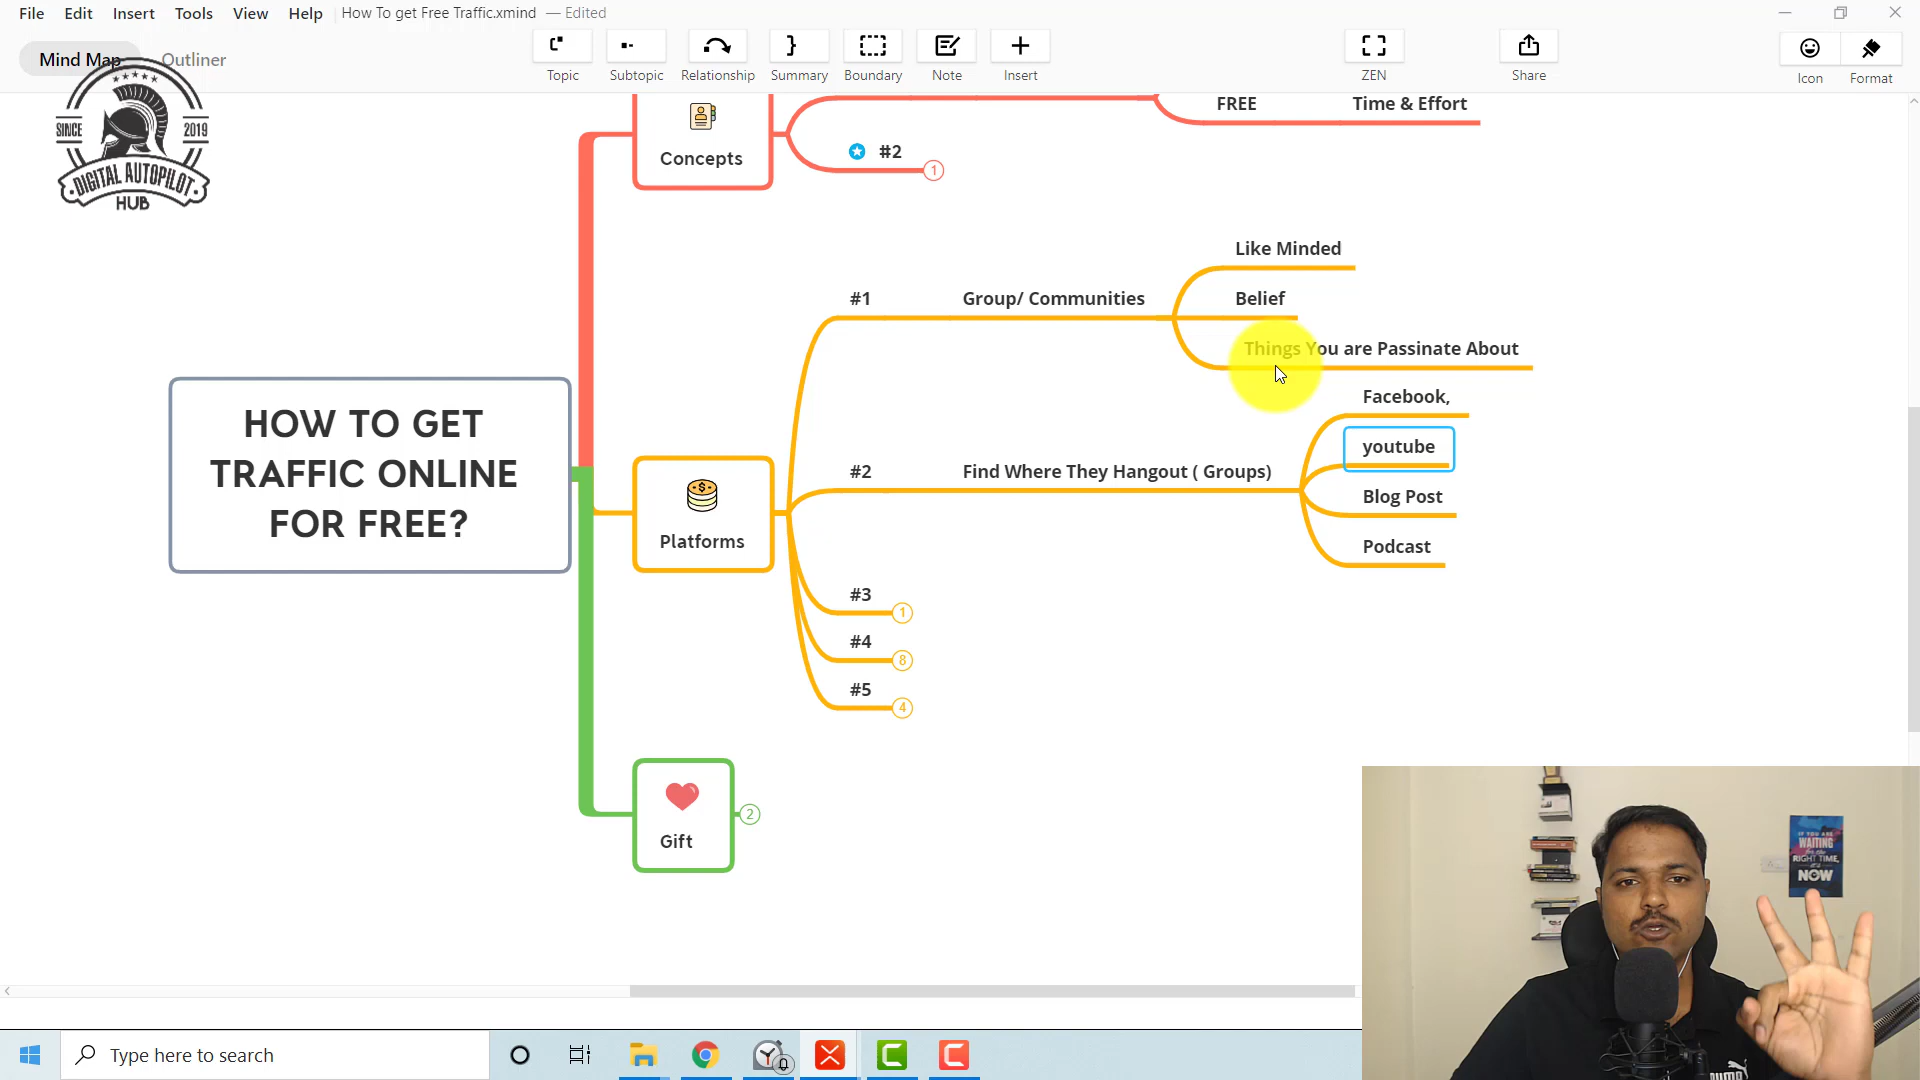 File Edit Insert Tools View Help How To get Free Traffic.xmind — Edited
Mind Map Outliner
Topic Subtopic Relationship Summary Boundary Note Insert ZEN Share Icon Format
SINCE 2019
DIGITAL AUTOPILOT
HUB
Concepts
FREE Time & Effort
#2
1
HOW TO GET
TRAFFIC ONLINE
FOR FREE?
Platforms
#1 Group/ Communities
Like Minded
Belief
Things You are Passinate About
#2 Find Where They Hangout ( Groups)
Facebook,
youtube
Blog Post
Podcast
#3
1
#4
8
#5
4
Gift
2
IF YOU ARE
WAITING
RIGHT TIME,
NOW
PUMA
Type here to search